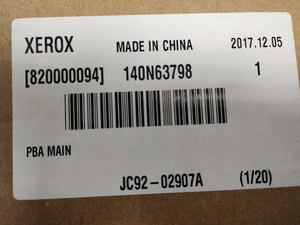 XEROX MADE IN CHINA 2017.12.05
[820000094] 140N63798 1
PBA MAIN
JC92-02907A (1/20)